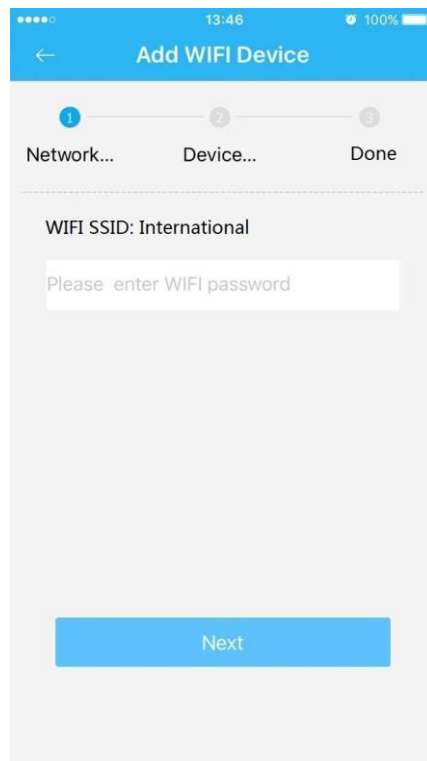 13:46
100%
Add WIFI Device
1 2 3
Network... Device... Done
WIFI SSID: International
Please enter WIFI password
Next